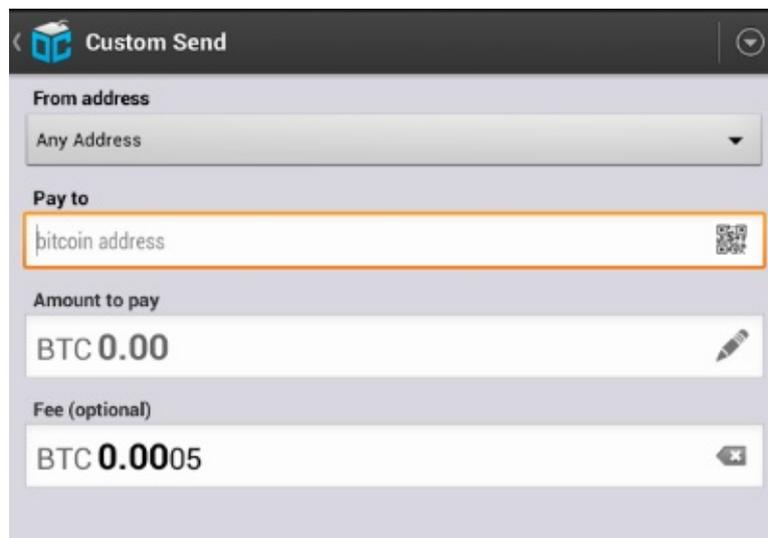 Custom Send
From address
Any Address
Pay to
bitcoin address
Amount to pay
BTC 0.00
Fee (optional)
BTC 0.0005